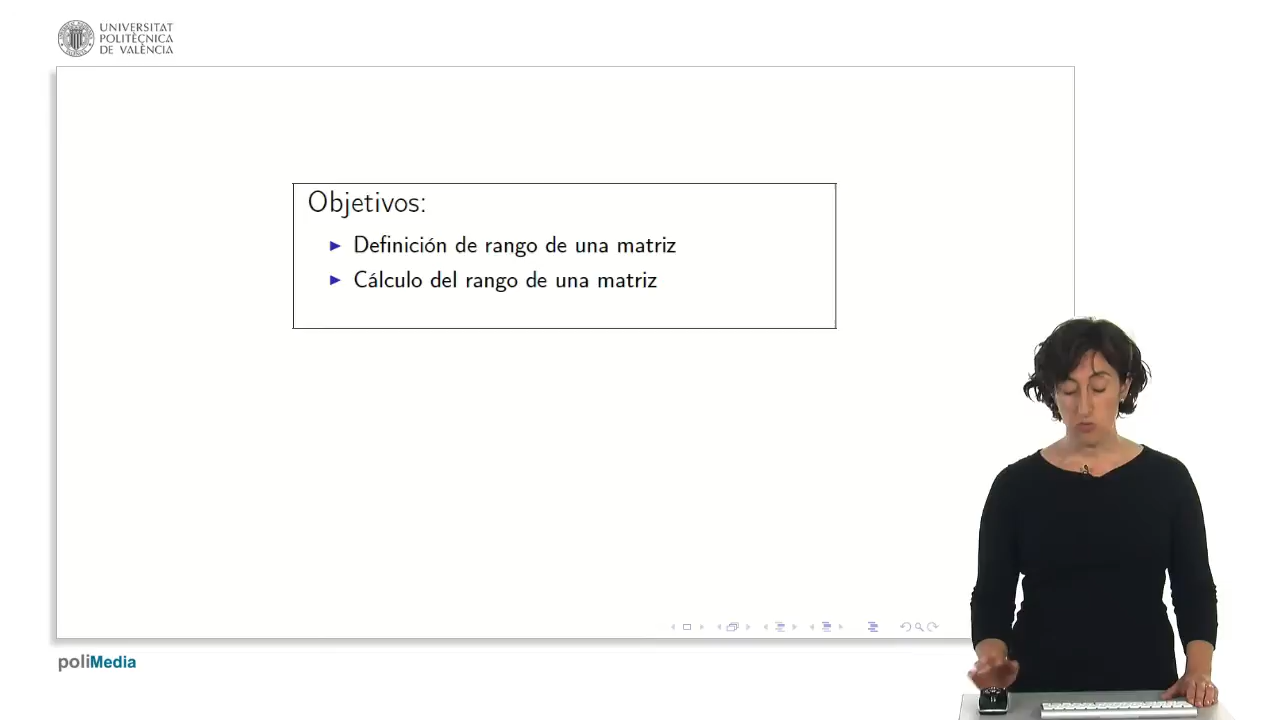 UNIVERSITAT
POLITÈCNICA
DE VALÈNCIA
Objetivos:
Definición de rango de una matriz
Cálculo del rango de una matriz
poliMedia